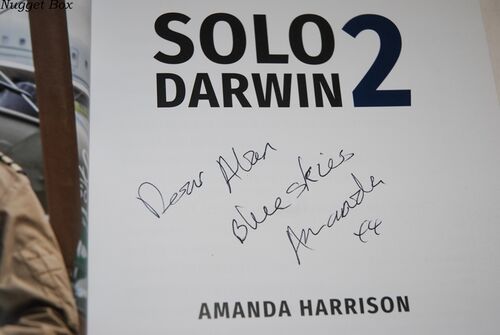 Nugget Box
SOLO 2
DARWIN
Dear Alan
Blue skies
Amanda
xx
AMANDA HARRISON